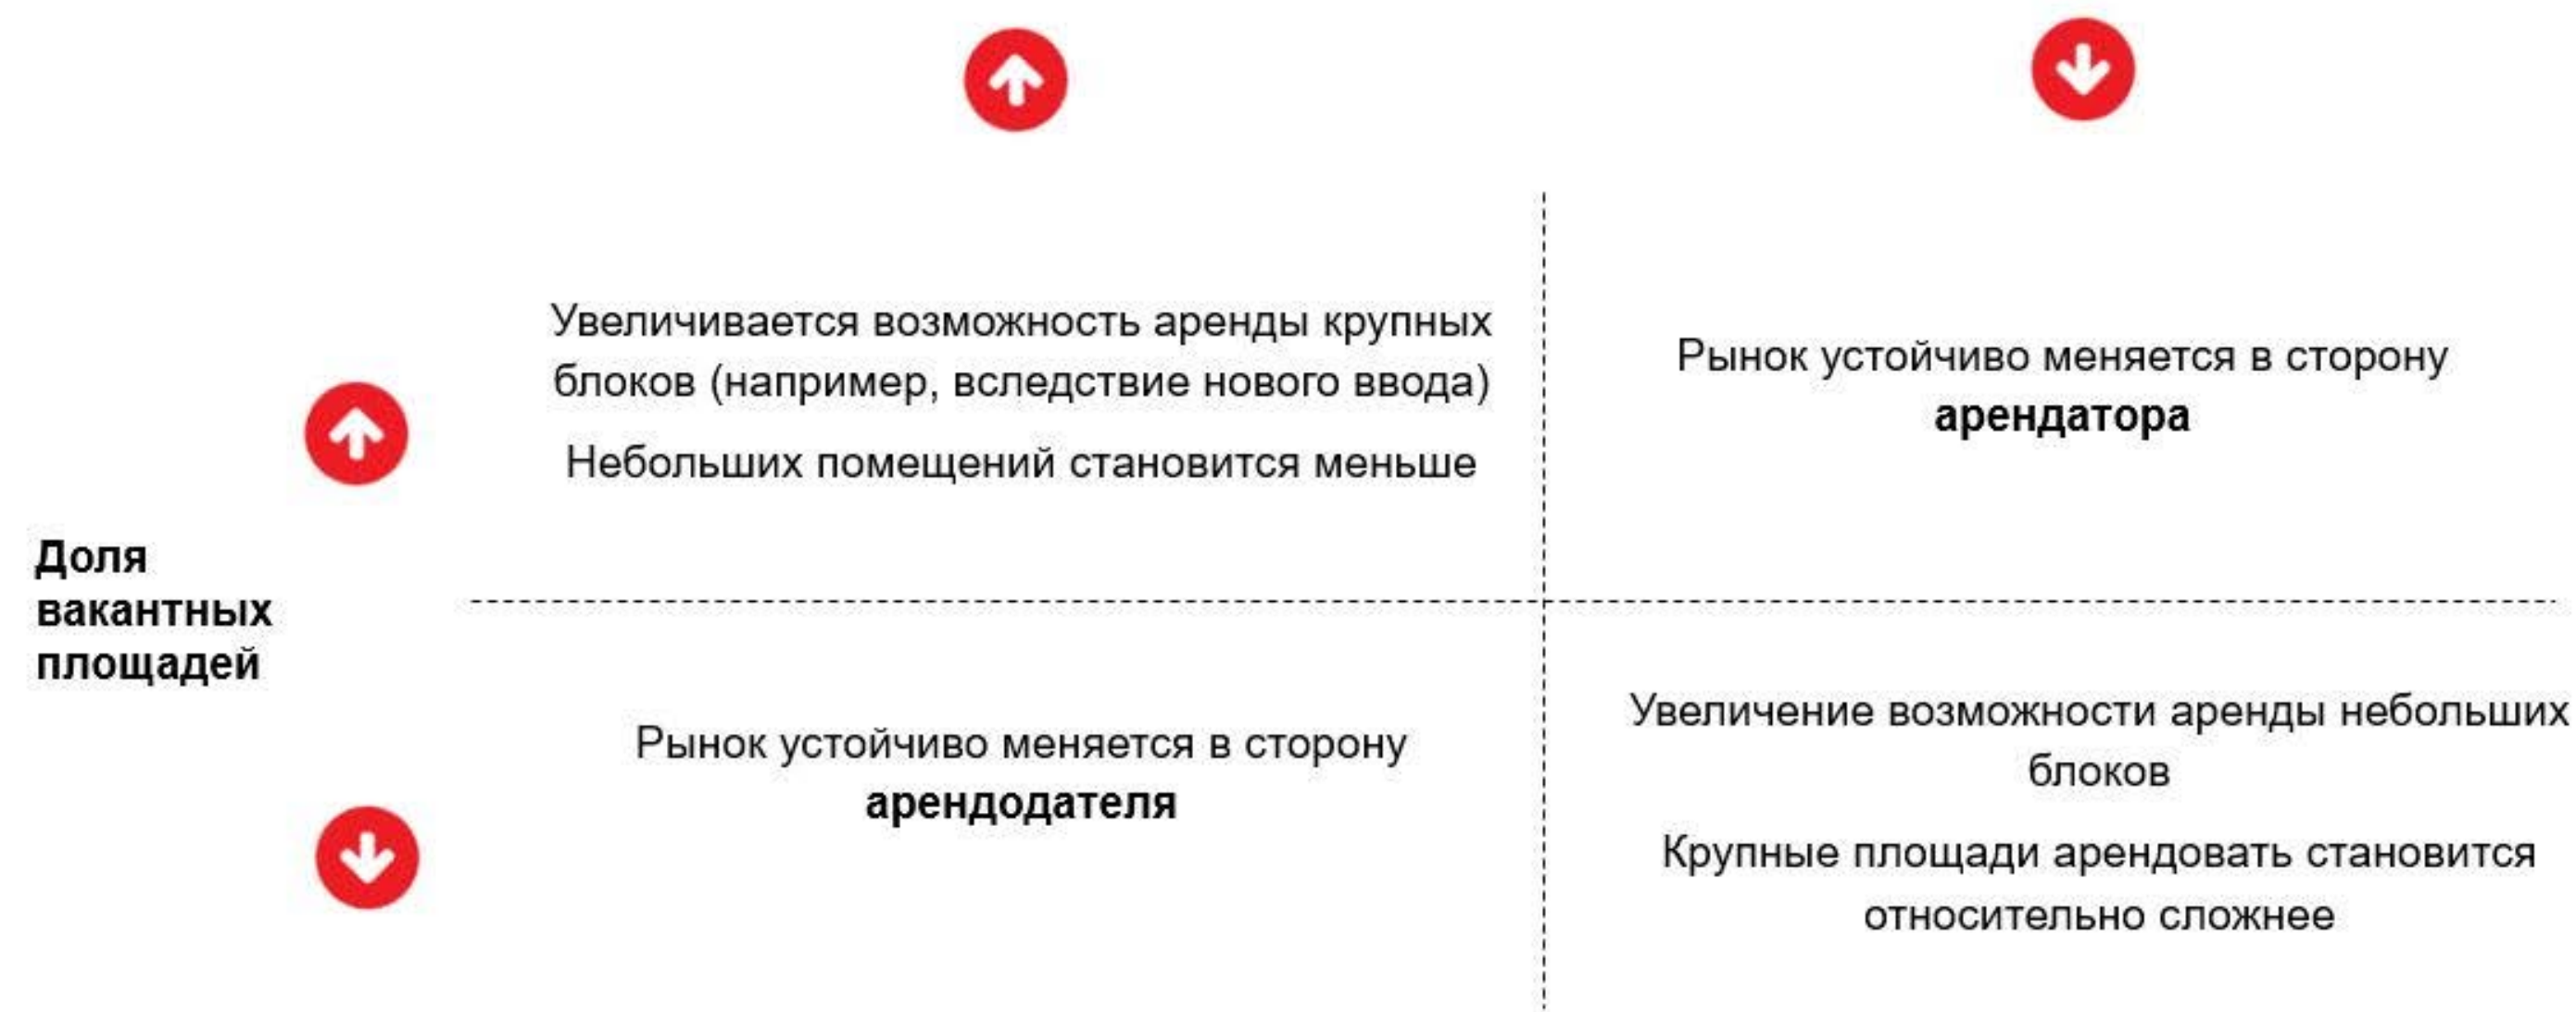 Увеличивается возможность аренды крупных
блоков (например, вследствие нового ввода)
Небольших помещений становится меньше
Рынок устойчиво меняется в сторону
арендатора
Доля
вакантных
площадей
Рынок устойчиво меняется в сторону
арендодателя
Увеличение возможности аренды небольших
блоков
Крупные площади арендовать становится
относительно сложнее